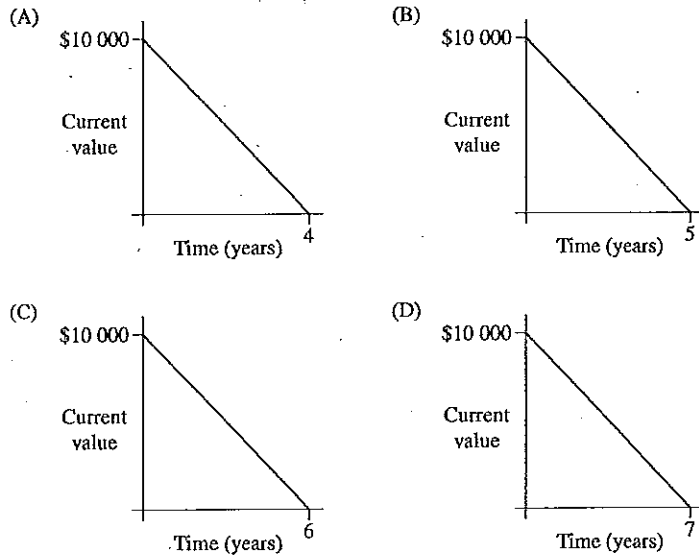 (A)
$10 000
Current
value
4
Time (years)
(B)
$10 000
Current
value
5
Time (years)
(C)
$10 000
Current
value
6
Time (years)
(D)
$10 000
Current
value
7
Time (years)